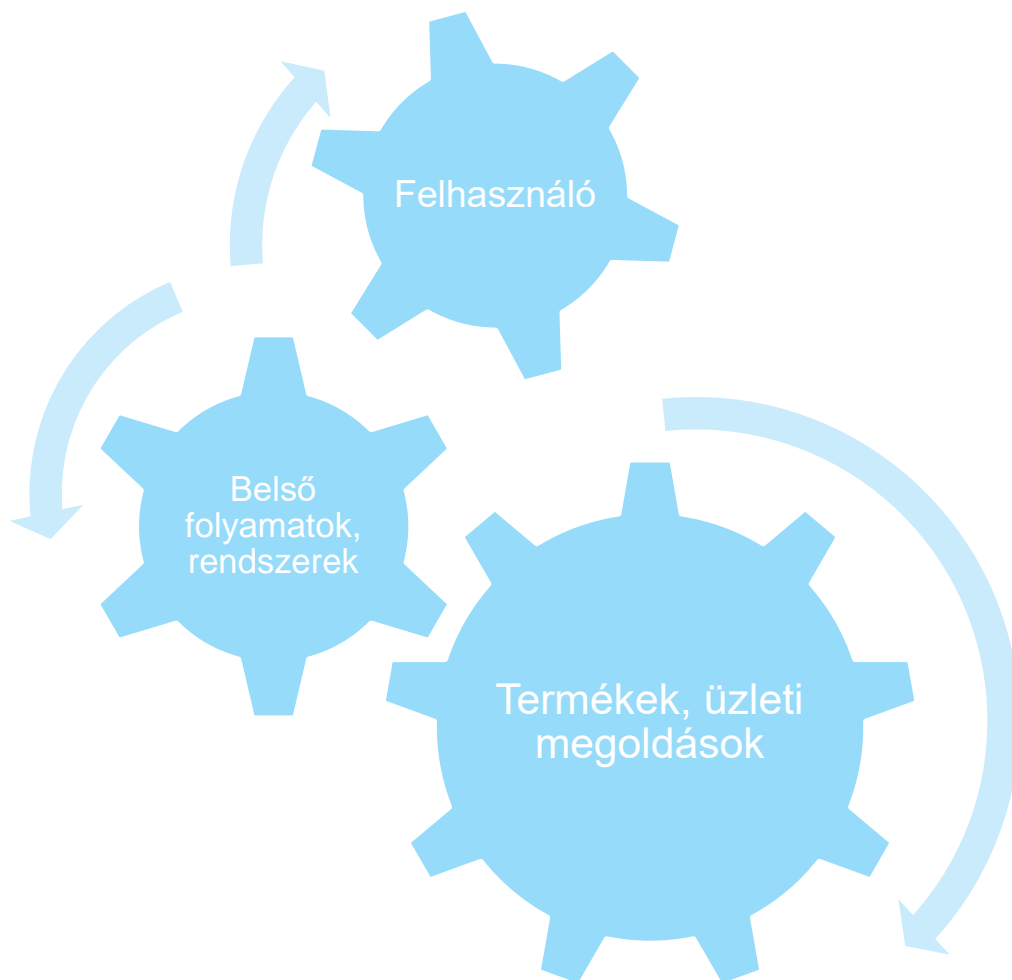 Felhasználó
Belső
folyamatok,
rendszerek
Termékek, üzleti
megoldások